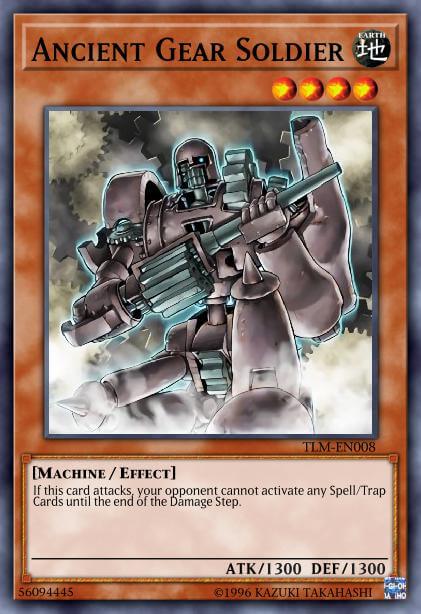 ANCIENT GEAR SOLDIER
EARTH
地
TLM-EN008
[MACHINE / EFFECT]
If this card attacks, your opponent cannot activate any Spell/Trap
Cards until the end of the Damage Step.
ATK/1300 DEF/1300
56094445
©1996 KAZUKI TAKAHASHI